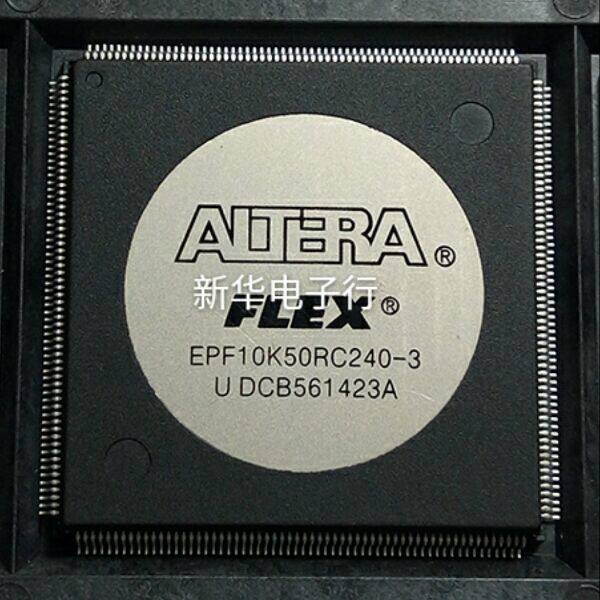 ALTERA®
新华电子行
FLEX®
EPF10K50RC240-3
U DCB561423A